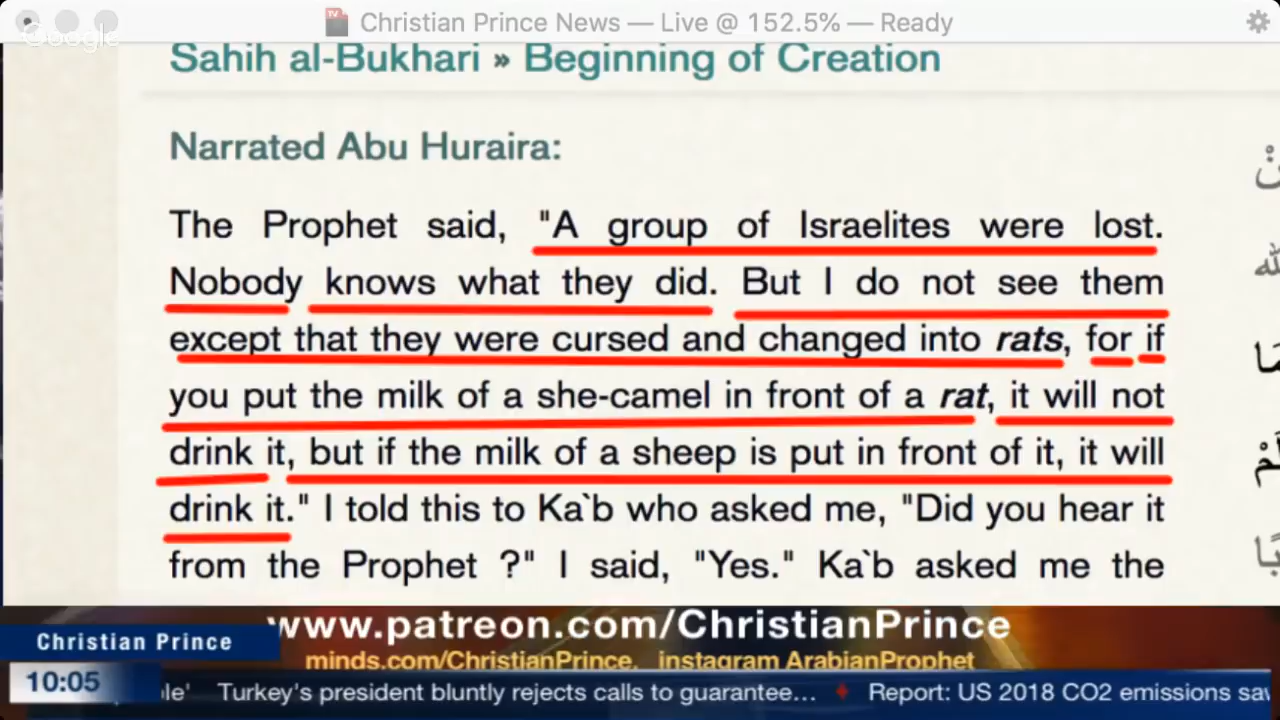 Christian Prince News — Live @ 152.5% — Ready
Google
Sahih al-Bukhari » Beginning of Creation
Narrated Abu Huraira:
The Prophet said, "A group of Israelites were lost.
Nobody knows what they did. But I do not see them
except that they were cursed and changed into rats, for if
you put the milk of a she-camel in front of a rat, it will not
drink it, but if the milk of a sheep is put in front of it, it will
drink it." I told this to Ka`b who asked me, "Did you hear it
from the Prophet ?" I said, "Yes." Ka`b asked me the
www.patreon.com/ChristianPrince
Christian Prince
minds.com/ChristianPrince, instagram ArabianProphet
10:05
Turkey's president bluntly rejects calls to guarantee... Report: US 2018 CO2 emissions